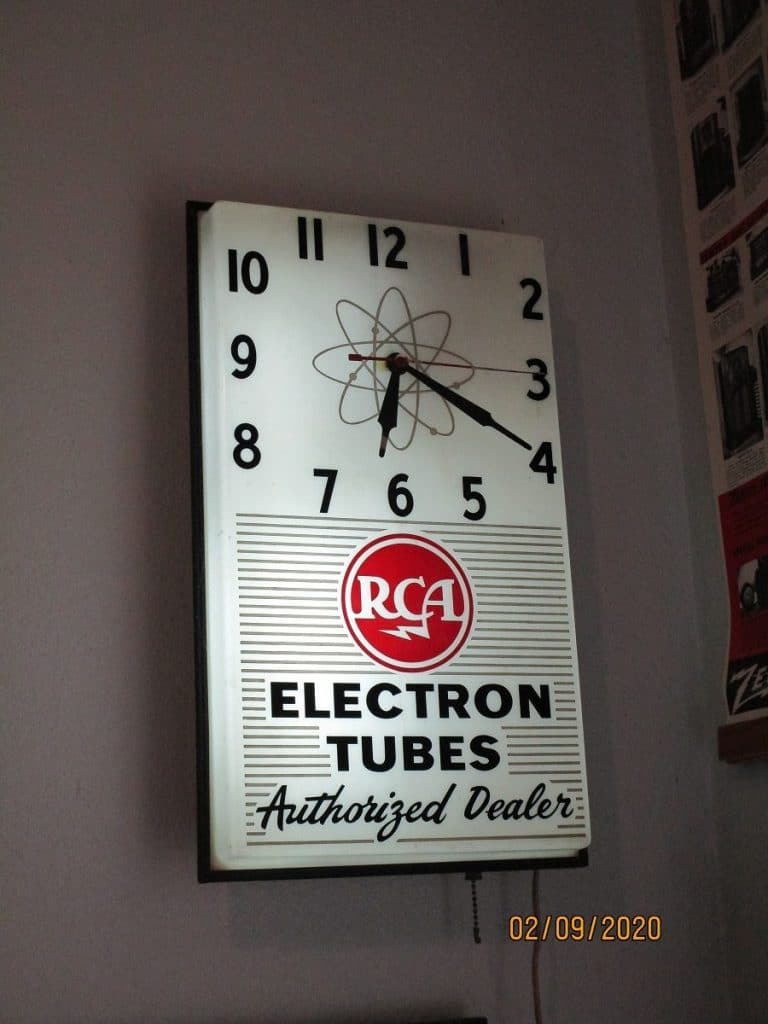 11 12 1
10 2
9 3
8 4
7 6 5
RCA
ELECTRON
TUBES
Authorized Dealer
02/09/2020